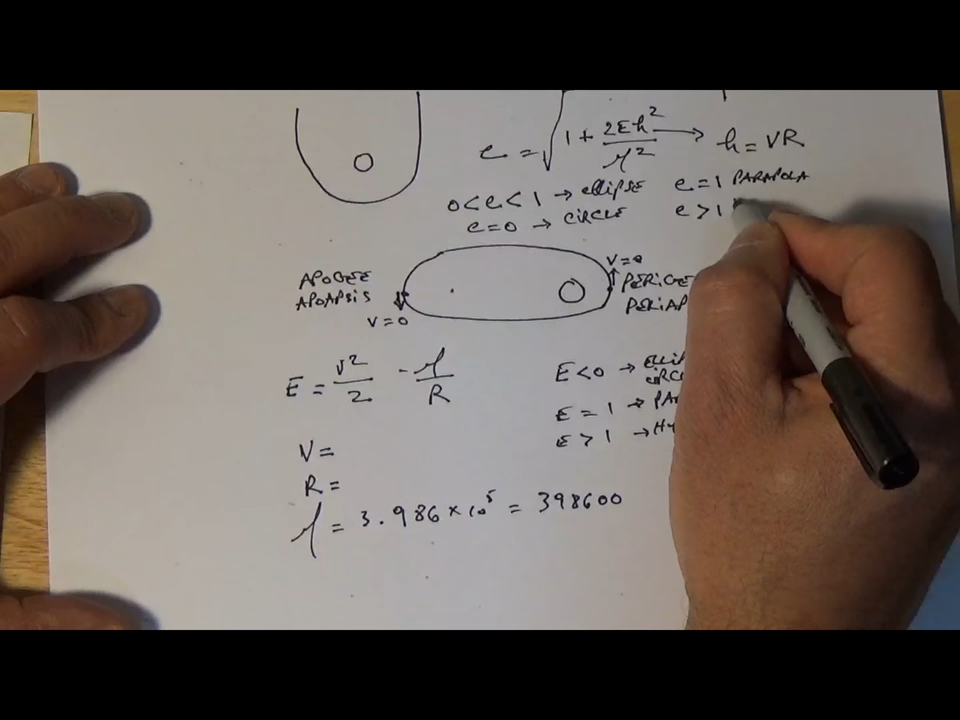 e = √1 + 2Eh²/μ² → h = VR
0 < e < 1 → ellipse
e = 1 PARABOLA
e = 0 → CIRCLE
e > 1
V = 0
APOGEE
APOAPSIS
V = 0
E = V²/2 - μ/R
E < 0 →
E = 1 →
E > 1 →
V =
R =
μ = 3.986 × 10⁵ = 398600